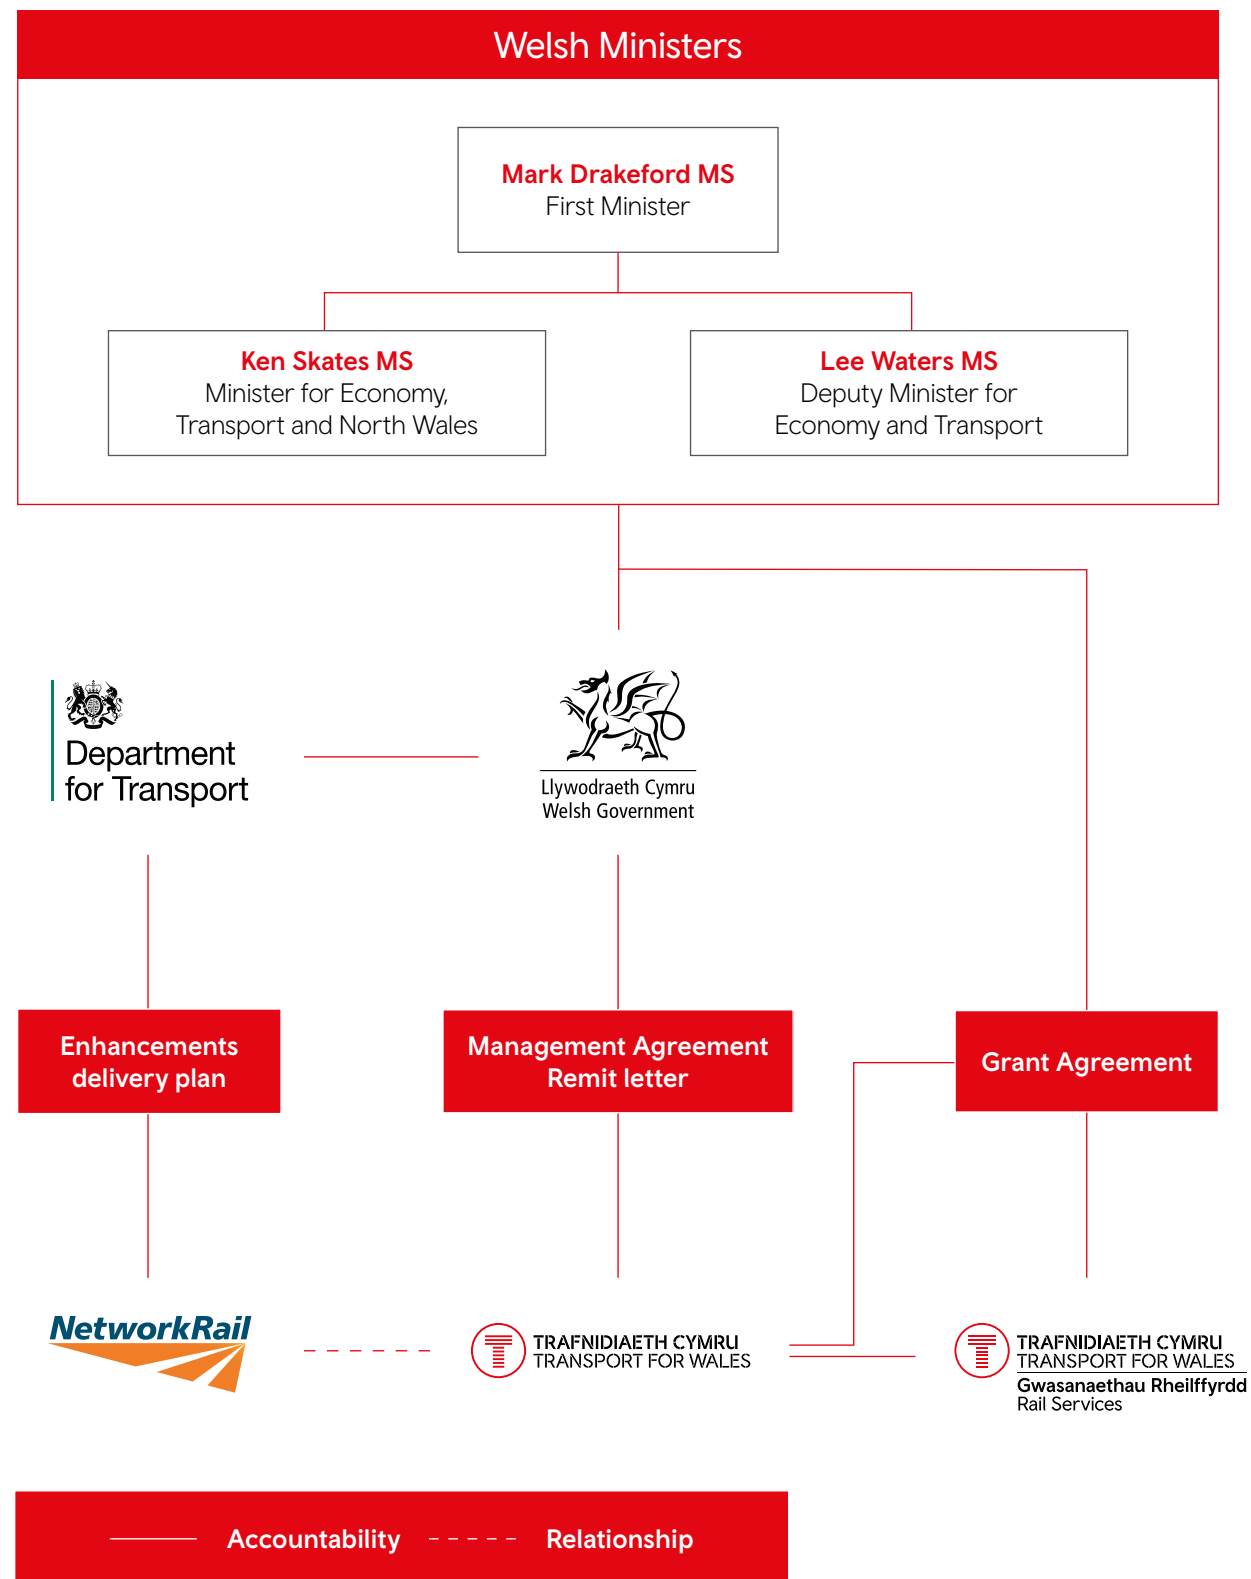 Welsh Ministers
Mark Drakeford MS
First Minister
Ken Skates MS
Minister for Economy,
Transport and North Wales
Lee Waters MS
Deputy Minister for
Economy and Transport
Department
for Transport
Llywodraeth Cymru
Welsh Government
Enhancements
delivery plan
Management Agreement
Remit letter
Grant Agreement
NetworkRail
TRAFNIDIAETH CYMRU
TRANSPORT FOR WALES
TRAFNIDIAETH CYMRU
TRANSPORT FOR WALES
Gwasanaethau Rheilffyrdd
Rail Services
Accountability
Relationship